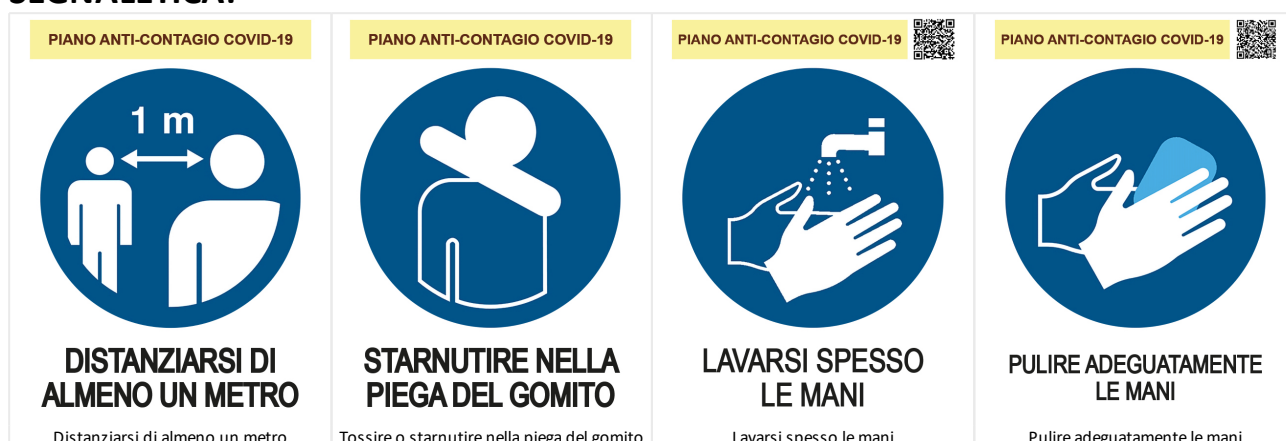 SEGNALETICA:
PIANO ANTI-CONTAGIO COVID-19
1 m
DISTANZIARSI DI
ALMENO UN METRO
Distanziarsi di almeno un metro
PIANO ANTI-CONTAGIO COVID-19
STARNUTIRE NELLA
PIEGA DEL GOMITO
Tossire o starnutire nella piega del gomito
PIANO ANTI-CONTAGIO COVID-19
LAVARSI SPESSO
LE MANI
Lavarsi spesso le mani
PIANO ANTI-CONTAGIO COVID-19
PULIRE ADEGUATAMENTE
LE MANI
Pulire adeguatamente le mani